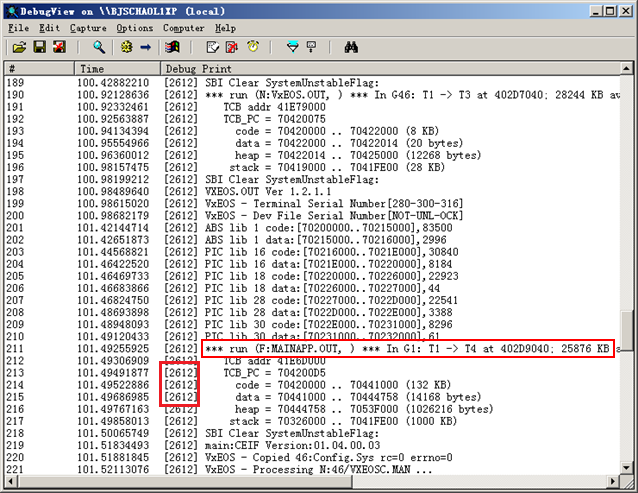 DebugView on \\BJSCHAOL1XP (local)
File Edit Capture Options Computer Help
# Time Debug Print
189 100.42882210 [2612] SBI Clear SystemUnstableFlag:
190 100.92128636 [2612] *** run (N:VxEOS.OUT, ) *** In G46: T1 -> T3 at 402D7040; 28244 KB av
191 100.92332461 [2612] TCB addr 41E79000
192 100.92563887 [2612] TCB_PC = 70420075
193 100.94134394 [2612] code = 70420000 .. 70422000 (8 KB)
194 100.95554966 [2612] data = 70422000 .. 70422014 (20 bytes)
195 100.96360012 [2612] heap = 70422014 .. 70425000 (12268 bytes)
196 100.98157475 [2612] stack = 70419000 .. 7041FE00 (28 KB)
197 100.98199212 [2612] SBI Clear SystemUnstableFlag:
198 100.98489640 [2612] VXEOS.OUT Ver 1.2.1.1
199 100.98615020 [2612] VxEOS - Terminal Serial Number[280-300-316]
200 100.98682179 [2612] VxEOS - Dev File Serial Number[NOT-UNL-OCK]
201 101.42144714 [2612] ABS lib 1 code:[70200000..70215000],83500
202 101.42651873 [2612] ABS lib 1 data:[70215000..70216000],2996
203 101.44568821 [2612] PIC lib 16 code:[70216000..7021E000],30840
204 101.46422520 [2612] PIC lib 16 data:[7021E000..70220000],8184
205 101.46469733 [2612] PIC lib 18 code:[70220000..70226000],22923
206 101.46683866 [2612] PIC lib 18 data:[70226000..70227000],44
207 101.46824750 [2612] PIC lib 28 code:[70227000..7022D000],22541
208 101.48693898 [2612] PIC lib 28 data:[7022D000..7022E000],3388
209 101.48948093 [2612] PIC lib 30 code:[7022E000..70231000],8296
210 101.49120433 [2612] PIC lib 30 data:[70231000..70232000],61
211 101.49255925 [2612] *** run (F:MAINAPP.OUT, ) *** In G1: T1 -> T4 at 402D9040; 25876 KB a
212 101.49306909 [2612] TCB addr 41E6D000
213 101.49491877 [2612] TCB_PC = 704200D5
214 101.49522886 [2612] code = 70420000 .. 70441000 (132 KB)
215 101.49686985 [2612] data = 70441000 .. 70444758 (14168 bytes)
216 101.49767163 [2612] heap = 70444758 .. 7053F000 (1026216 bytes)
217 101.49858013 [2612] stack = 70326000 .. 7041FE00 (1000 KB)
218 101.50065749 [2612] SBI Clear SystemUnstableFlag:
219 101.51834493 [2612] main:CEIF Version:01.04.00.03
220 101.51881845 [2612] VxEOS - Copied 46:Config.Sys rc=0 errno=0
221 101.52113076 [2612] VxEOS - Processing N:46/VXEOSC.MAN ...